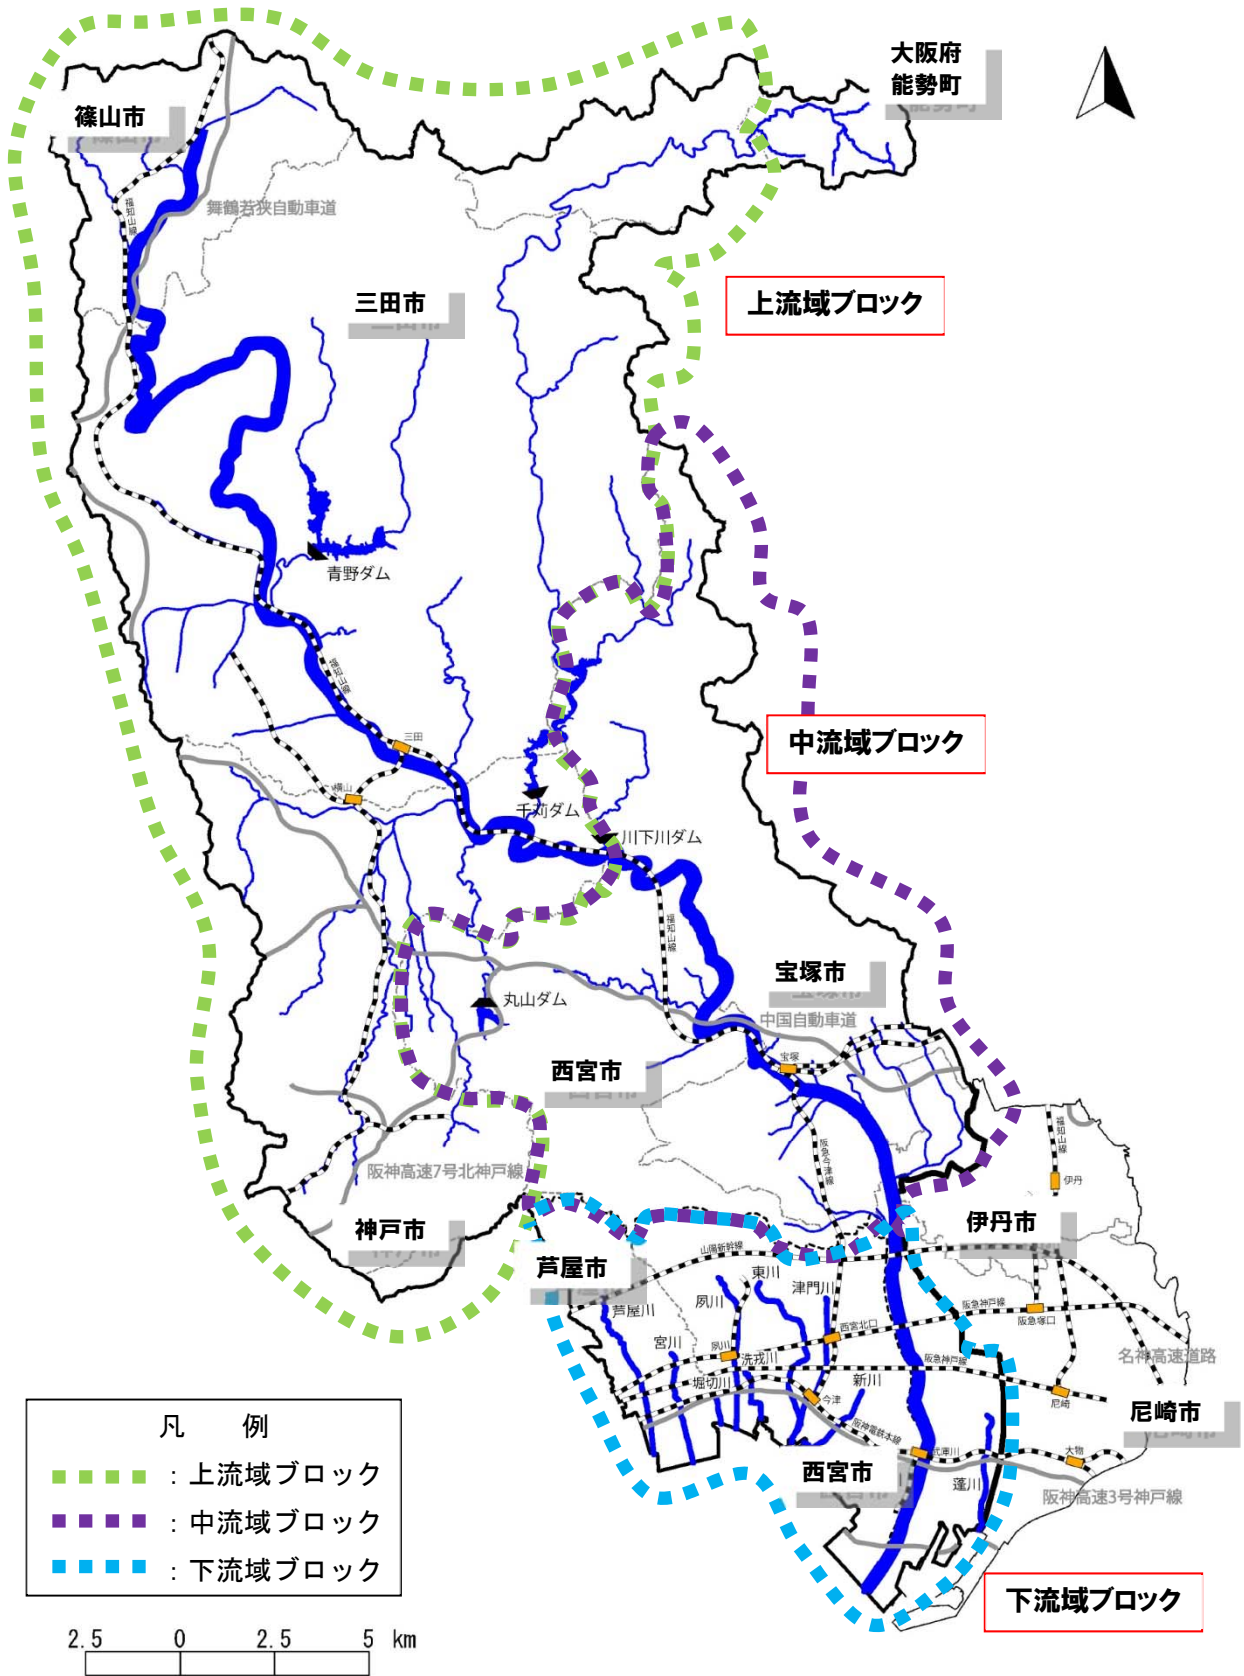 大阪府
能勢町
篠山市
福知山線
舞鶴若狭自動車道
三田市
上流域ブロック
青野ダム
福知山線
三田
横山
中流域ブロック
千苅ダム
川下川ダム
福知山線
宝塚市
丸山ダム
中国自動車道
宝塚
西宮市
福知山線
阪急今津線
阪神高速7号北神戸線
伊丹
神戸市
伊丹市
山陽新幹線
芦屋市
東川
津門川
芦屋川
夙川
阪急神戸線
西宮北口
阪急塚口
宮川
夙川
洗戎川
阪急神戸線
名神高速道路
堀切川
新川
今津
尼崎
尼崎市
阪神電鉄本線
武庫川
大物
西宮市
蓬川
阪神高速3号神戸線
凡 例
：上流域ブロック
：中流域ブロック
：下流域ブロック
下流域ブロック
2.5 0 2.5 5 km